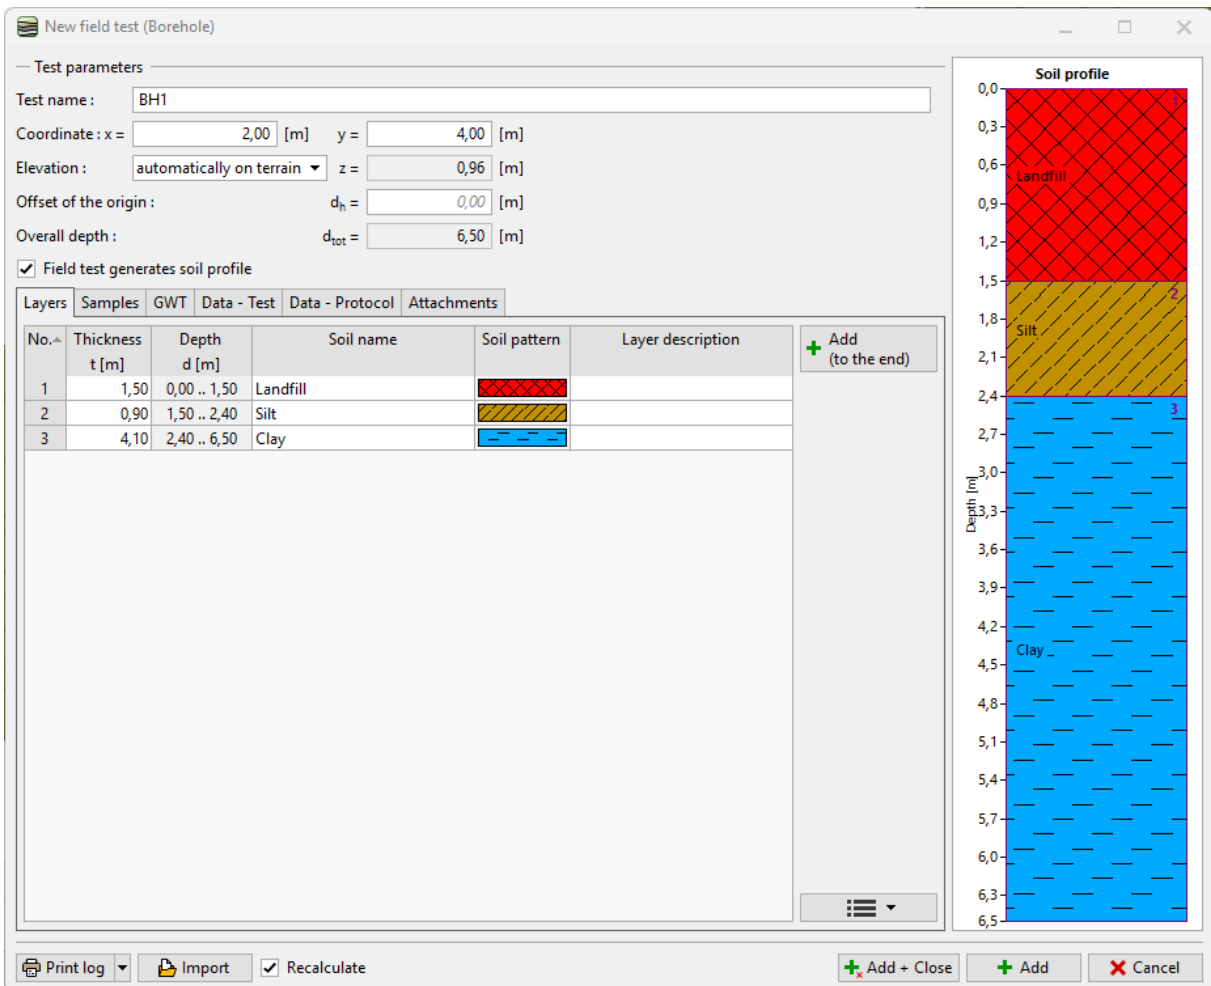 New field test (Borehole)
Test parameters
Test name :
BH1
Coordinate : x =
2,00 [m]
y =
4,00 [m]
Elevation :
automatically on terrain
z =
0,96 [m]
Offset of the origin :
dh =
0,00 [m]
Overall depth :
dtot =
6,50 [m]
Field test generates soil profile
Layers Samples GWT Data - Test Data - Protocol Attachments
No. Thickness Depth Soil name Soil pattern Layer description
t [m] d [m]
1 1,50 0,00 .. 1,50 Landfill
2 0,90 1,50 .. 2,40 Silt
3 4,10 2,40 .. 6,50 Clay
Add
(to the end)
Soil profile
0,0
1
0,3
0,6
Landfill
0,9
1,2
1,5
2
1,8
Silt
2,1
2,4
3
2,7
3,0
Depth [m]
3,3
3,6
3,9
4,2
Clay
4,5
4,8
5,1
5,4
5,7
6,0
6,3
6,5
Print log Import Recalculate Add + Close Add Cancel